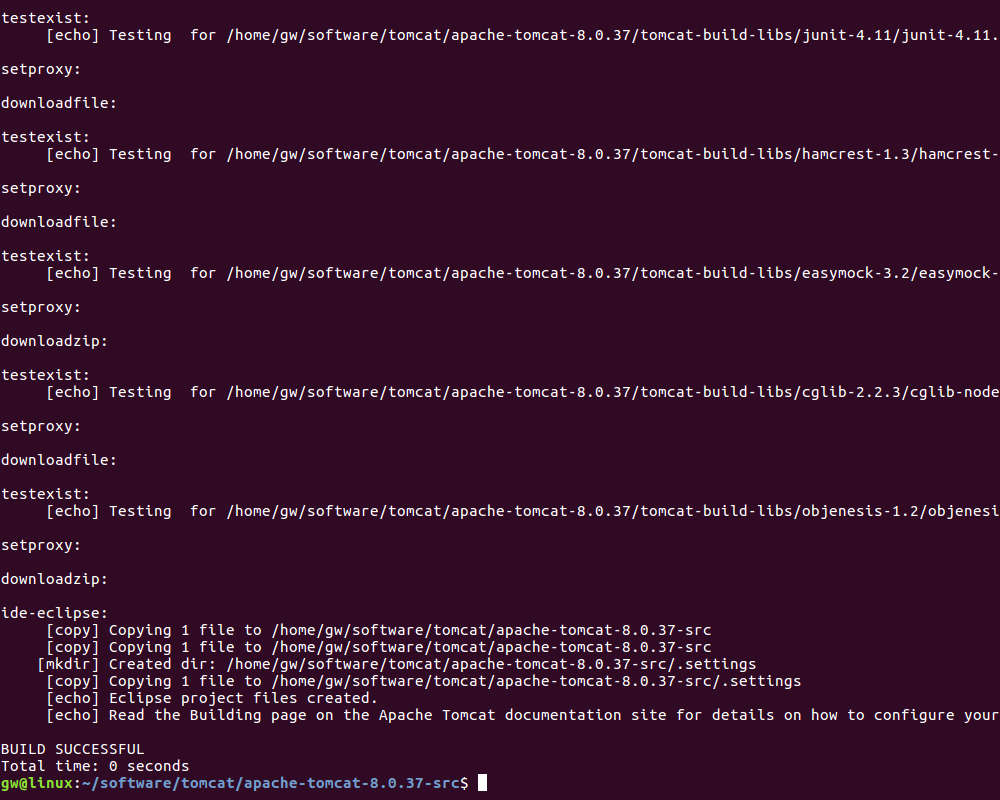 testexist:
[echo] Testing  for /home/gw/software/tomcat/apache-tomcat-8.0.37/tomcat-build-libs/junit-4.11/junit-4.11.
setproxy:
downloadfile:
testexist:
[echo] Testing  for /home/gw/software/tomcat/apache-tomcat-8.0.37/tomcat-build-libs/hamcrest-1.3/hamcrest-
setproxy:
downloadfile:
testexist:
[echo] Testing  for /home/gw/software/tomcat/apache-tomcat-8.0.37/tomcat-build-libs/easymock-3.2/easymock-
setproxy:
downloadzip:
testexist:
[echo] Testing  for /home/gw/software/tomcat/apache-tomcat-8.0.37/tomcat-build-libs/cglib-2.2.3/cglib-node
setproxy:
downloadfile:
testexist:
[echo] Testing  for /home/gw/software/tomcat/apache-tomcat-8.0.37/tomcat-build-libs/objenesis-1.2/objenesi
setproxy:
downloadzip:
ide-eclipse:
[copy] Copying 1 file to /home/gw/software/tomcat/apache-tomcat-8.0.37-src
[copy] Copying 1 file to /home/gw/software/tomcat/apache-tomcat-8.0.37-src
[mkdir] Created dir: /home/gw/software/tomcat/apache-tomcat-8.0.37-src/.settings
[copy] Copying 1 file to /home/gw/software/tomcat/apache-tomcat-8.0.37-src/.settings
[echo] Eclipse project files created.
[echo] Read the Building page on the Apache Tomcat documentation site for details on how to configure your
BUILD SUCCESSFUL
Total time: 0 seconds
gw@linux:~/software/tomcat/apache-tomcat-8.0.37-src$